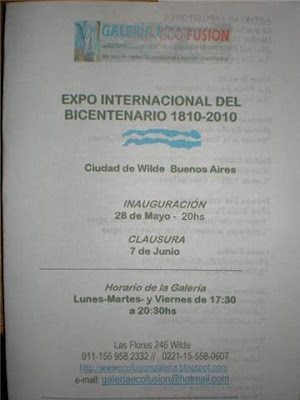 GALERIA ECO FUSION
EXPO INTERNACIONAL DEL
BICENTENARIO 1810-2010
Ciudad de Wilde Buenos Aires
INAUGURACIÓN
28 de Mayo - 20hs
CLAUSURA
7 de Junio
Horario de la Galería
Lunes-Martes- y Viernes de 17:30
a 20:30hs
Las Flores 246 Wilde
011-156 958 2332 // 0221-15-558-0607
http://www.ecofusiongaleria.blogspot.com
e-mail: galeriaecofusion@hotmail.com